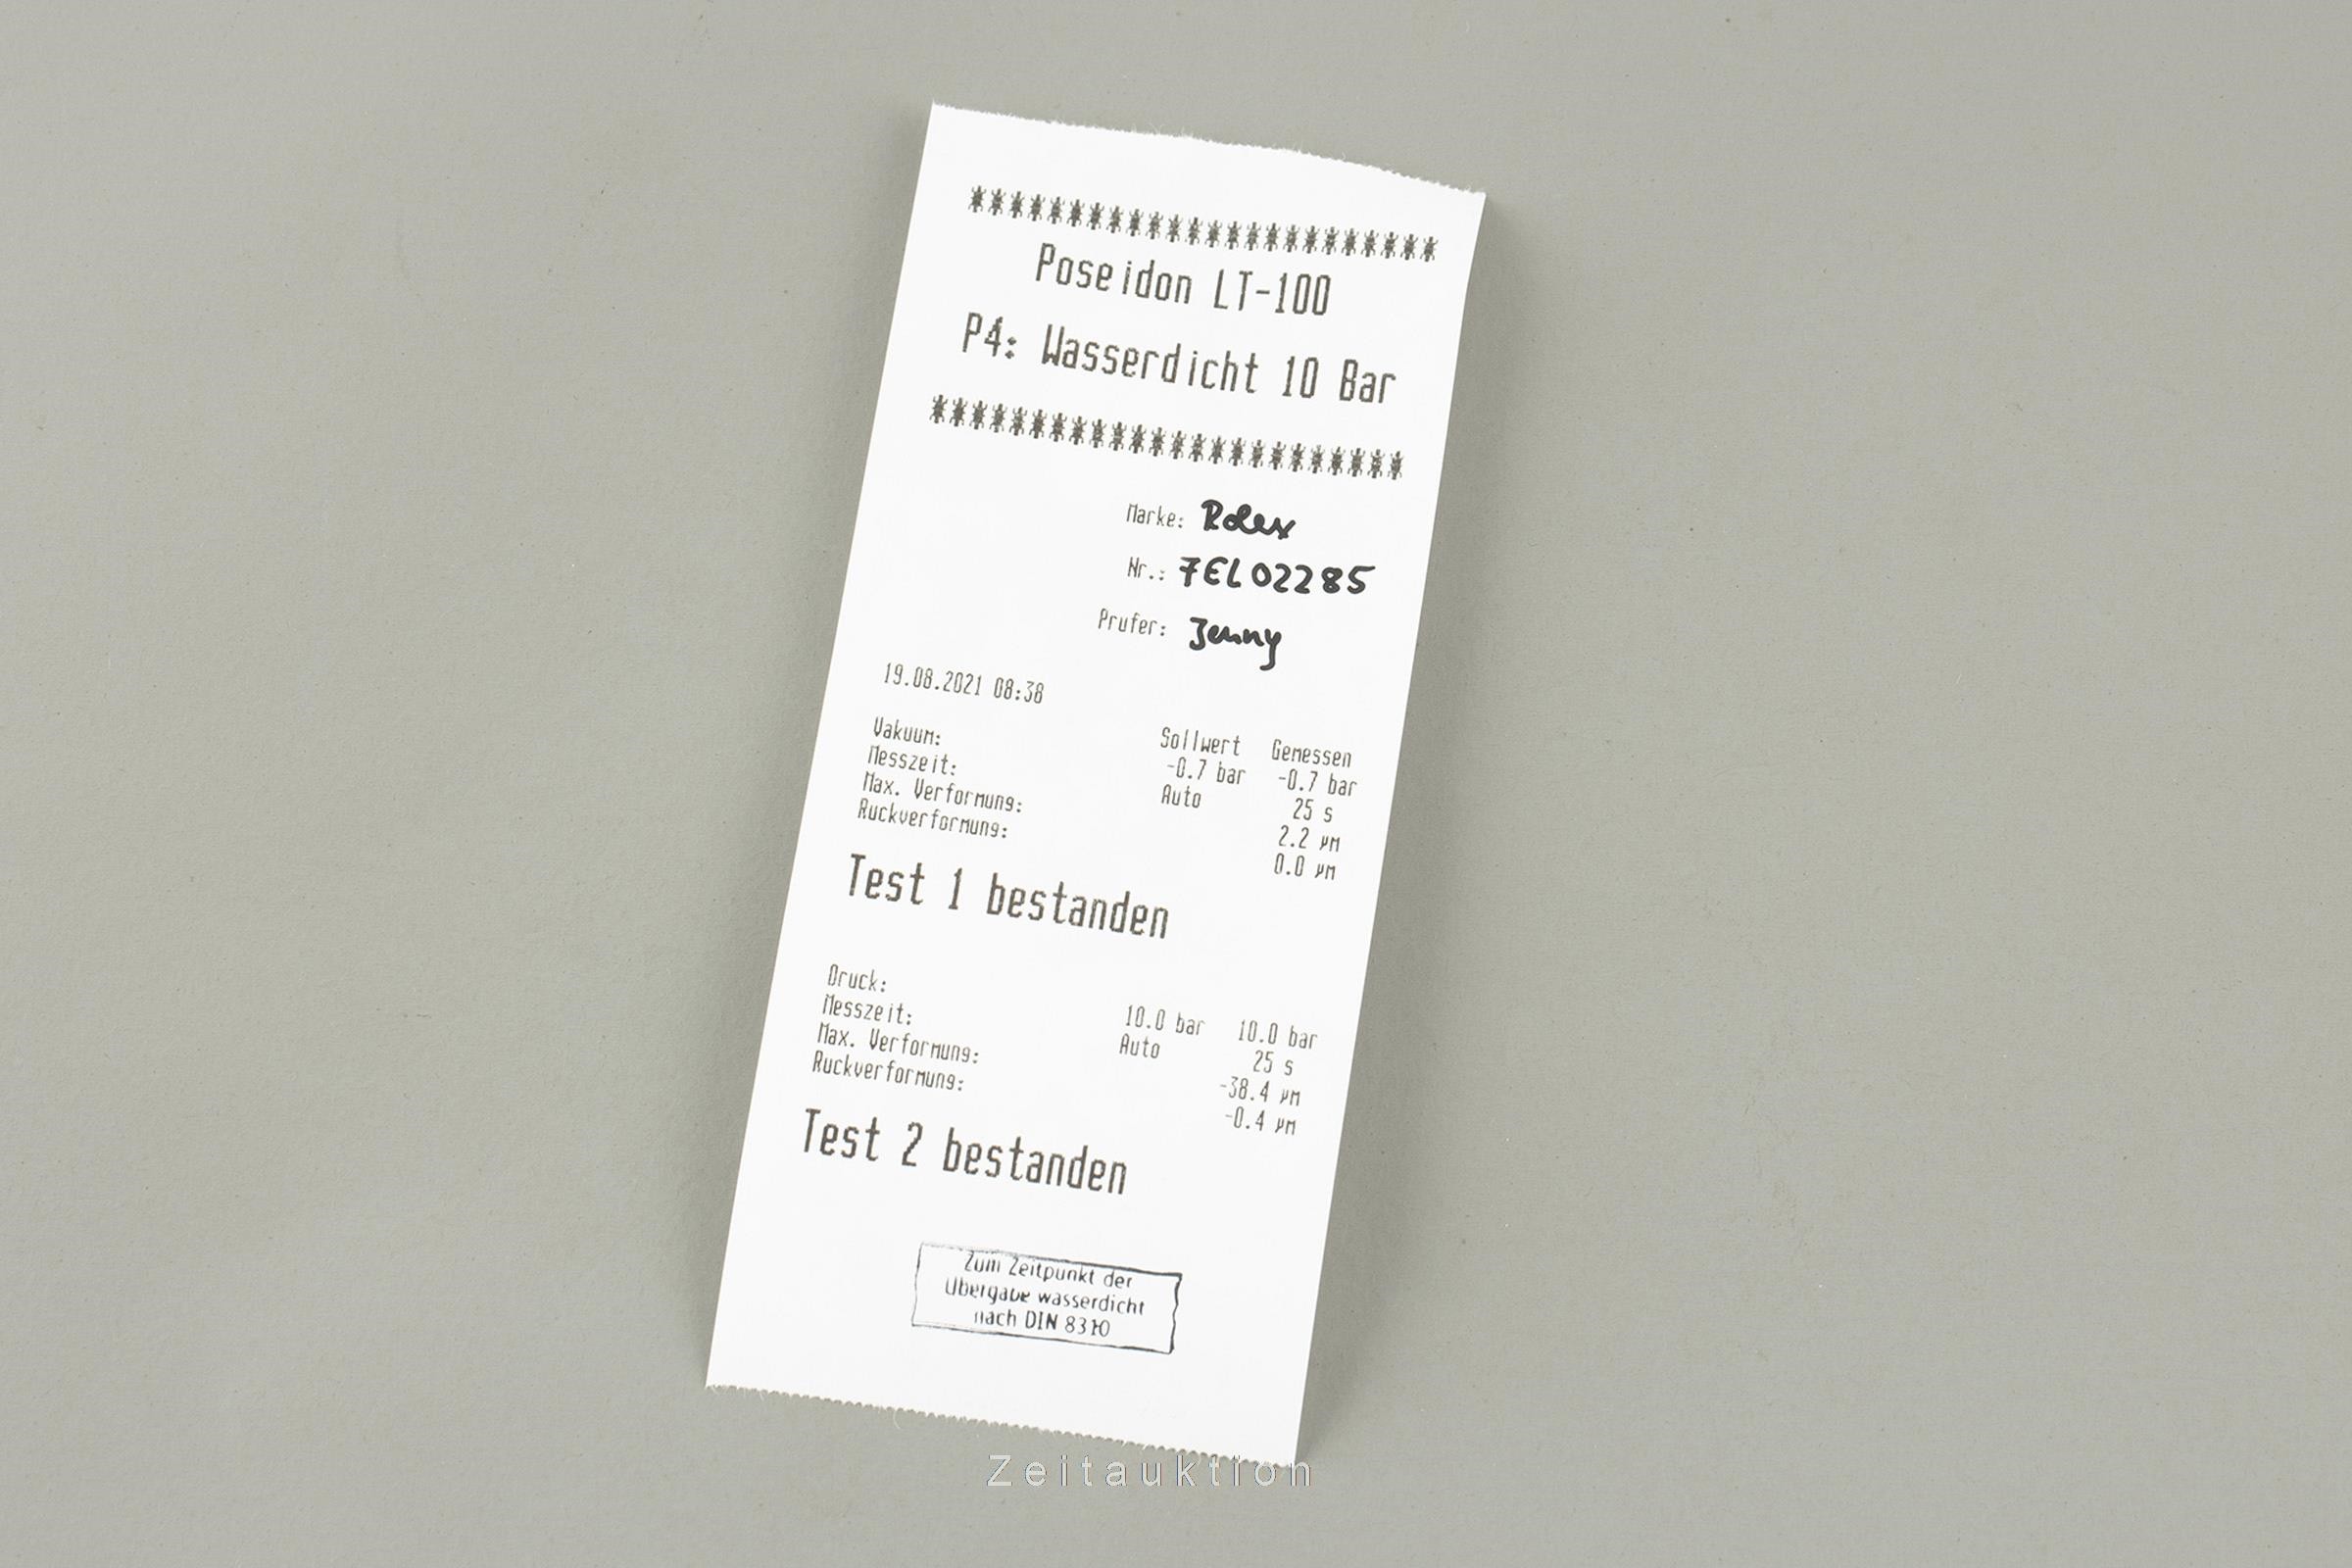 ************************
Poseidon LT-100
P4: Wasserdicht 10 Bar
************************
Marke: Rolex
Nr.: 7EL02285
Prufer: Jenny
19.08.2021 08:38
Sollwert Gemessen
Vakuum: -0.7 bar -0.7 bar
Messzeit: Auto 25 s
Max. Verformung: 2.2 µm
Ruckverformung: 0.0 µm
Test 1 bestanden
Druck: 10.0 bar 10.0 bar
Messzeit: Auto 25 s
Max. Verformung: -38.4 µm
Ruckverformung: -0.4 µm
Test 2 bestanden
Zum Zeitpunkt der
Übergabe wasserdicht
nach DIN 8310
Zeitauktion